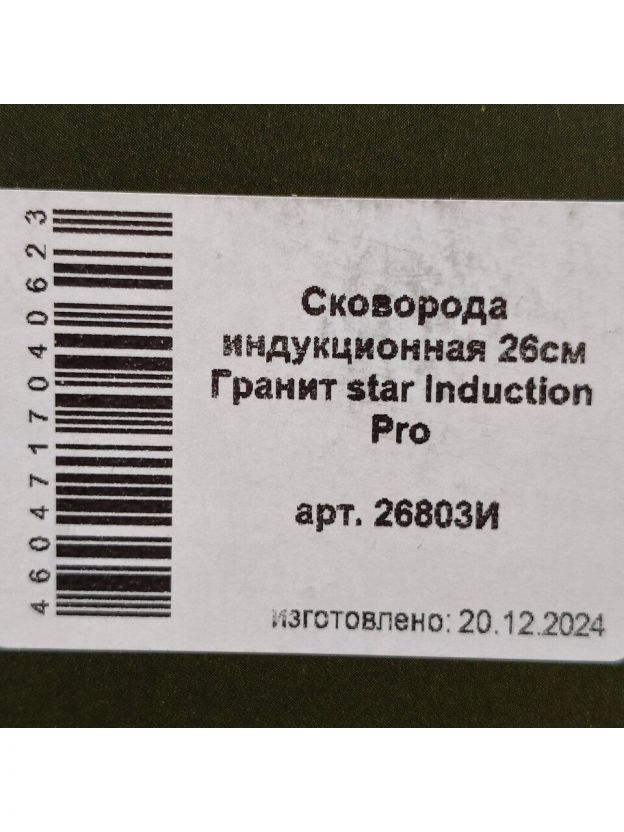 Сковорода
индукционная 26см
Гранит star Induction
Pro
арт. 26803И
изготовлено: 20.12.2024
4604717040623